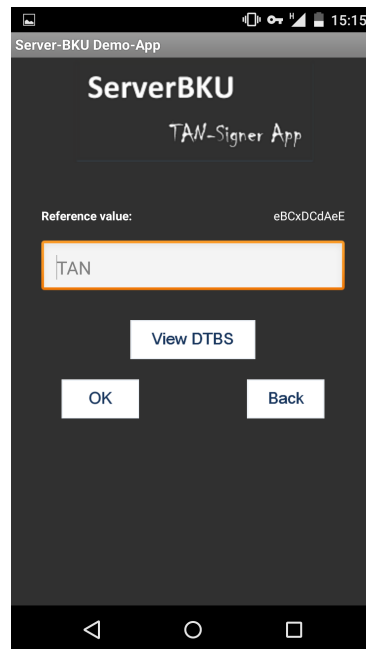 H 15:15
Server-BKU Demo-App
ServerBKU
TAN-Signer App
Reference value: eBCxDCdAeE
TAN
View DTBS
OK Back